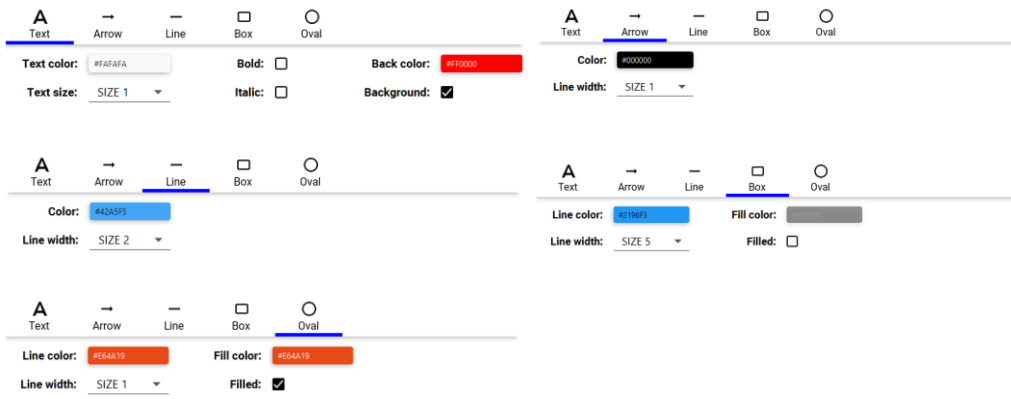 A A
Text Arrow Line Box Oval
Text color: #FAFAFA Bold: Back color: #FF0000
Text size: SIZE 1 Italic: Background:
Text Arrow Line Box Oval
Color: #000000
Line width: SIZE 1
A
Text Arrow Line Box Oval
Color: #42A5F5
Line width: SIZE 2
A
Text Arrow Line Box Oval
Line color: #2196F3 Fill color:
Line width: SIZE 5 Filled:
A
Text Arrow Line Box Oval
Line color: #E64A19 Fill color: #E64A19
Line width: SIZE 1 Filled: